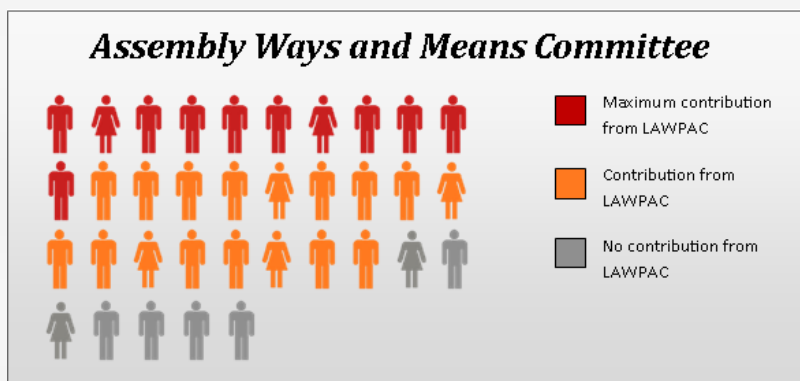 Assembly Ways and Means Committee
Maximum contribution
from LAWPAC
Contribution from
LAWPAC
No contribution from
LAWPAC